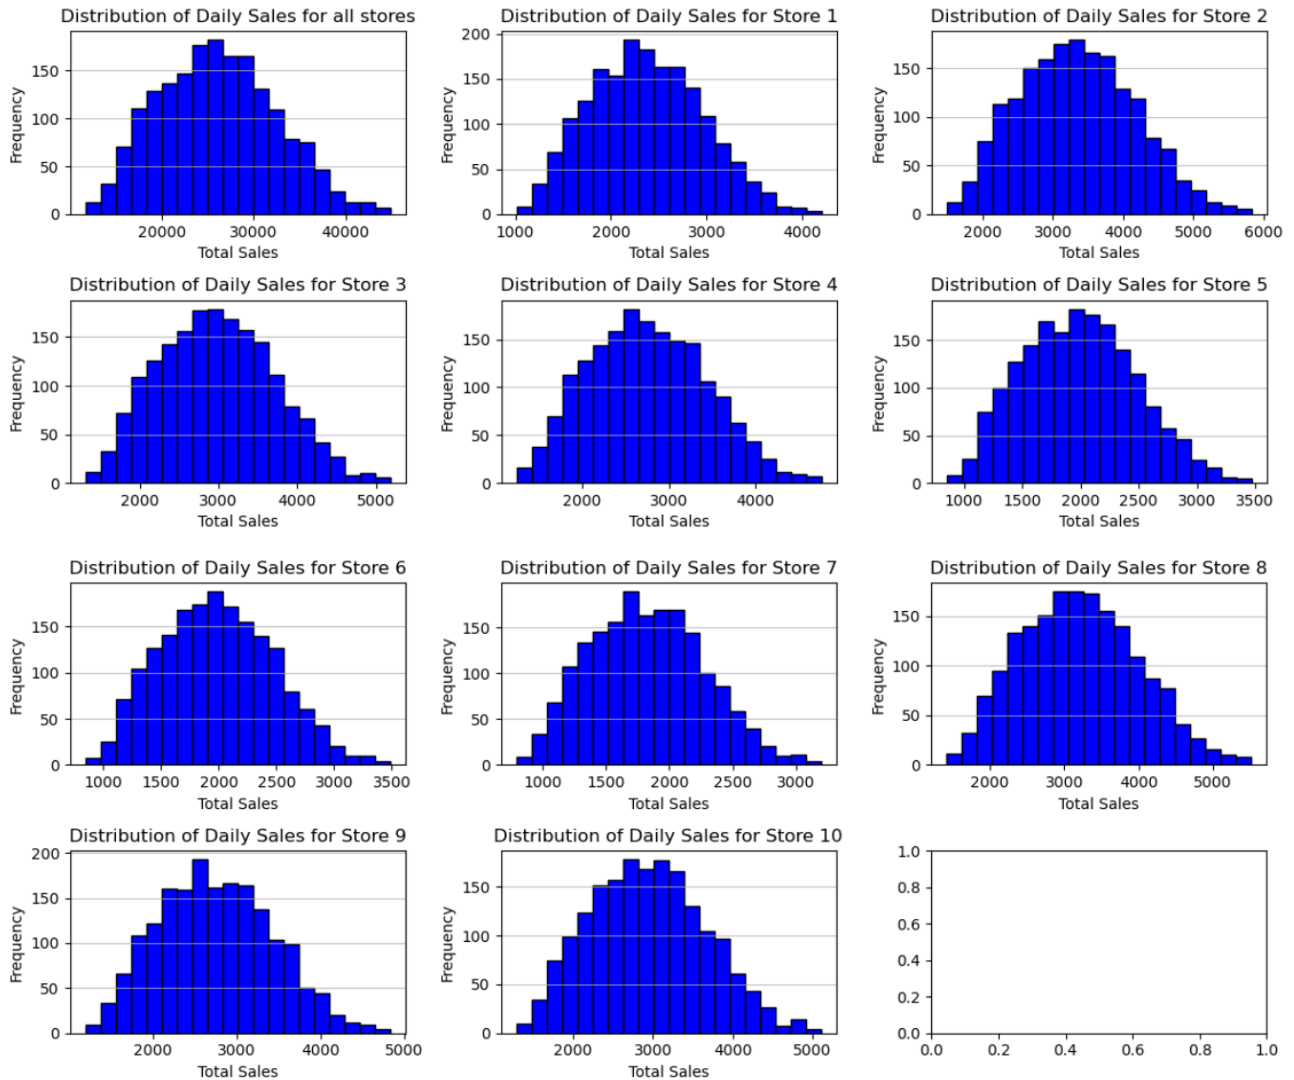 Distribution of Daily Sales for all stores
Frequency
150
100
50
0
20000 30000 40000
Total Sales
Distribution of Daily Sales for Store 1
Frequency
200
150
100
50
0
1000 2000 3000 4000
Total Sales
Distribution of Daily Sales for Store 2
Frequency
150
100
50
0
2000 3000 4000 5000 6000
Total Sales
Distribution of Daily Sales for Store 3
Frequency
150
100
50
0
2000 3000 4000 5000
Total Sales
Distribution of Daily Sales for Store 4
Frequency
150
100
50
0
2000 3000 4000
Total Sales
Distribution of Daily Sales for Store 5
Frequency
150
100
50
0
1000 1500 2000 2500 3000 3500
Total Sales
Distribution of Daily Sales for Store 6
Frequency
150
100
50
0
1000 1500 2000 2500 3000 3500
Total Sales
Distribution of Daily Sales for Store 7
Frequency
150
100
50
0
1000 1500 2000 2500 3000
Total Sales
Distribution of Daily Sales for Store 8
Frequency
150
100
50
0
2000 3000 4000 5000
Total Sales
Distribution of Daily Sales for Store 9
Frequency
200
150
100
50
0
2000 3000 4000 5000
Total Sales
Distribution of Daily Sales for Store 10
Frequency
150
100
50
0
2000 3000 4000 5000
Total Sales
1.0
0.8
0.6
0.4
0.2
0.0
0.0 0.2 0.4 0.6 0.8 1.0